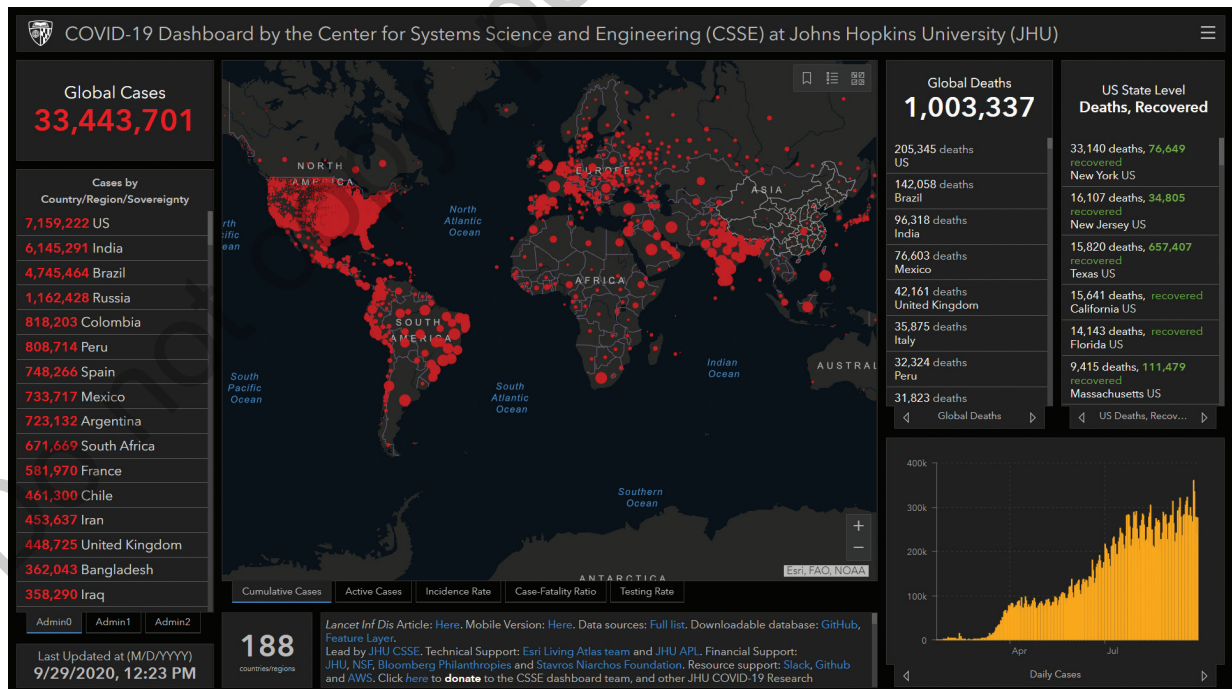 COVID-19 Dashboard by the Center for Systems Science and Engineering (CSSE) at Johns Hopkins University (JHU)
Global Cases
33,443,701
Cases by
Country/Region/Sovereignty
7,159,222 US
6,145,291 India
4,745,464 Brazil
1,162,428 Russia
818,203 Colombia
808,714 Peru
748,266 Spain
733,717 Mexico
723,132 Argentina
671,669 South Africa
581,970 France
461,300 Chile
453,637 Iran
448,725 United Kingdom
362,043 Bangladesh
358,290 Iraq
Admin0
Admin1
Admin2
Last Updated at (M/D/YYYY)
9/29/2020, 12:23 PM
NORTH
AMERICA
North
Atlantic
Ocean
EUROPE
ASIA
AFRICA
SOUTH
AMERICA
South
Pacific
Ocean
South
Atlantic
Ocean
Indian
Ocean
AUSTRAL
Southern
Ocean
ANTARCTICA
+
−
Esri, FAO, NOAA
Cumulative Cases
Active Cases
Incidence Rate
Case-Fatality Ratio
Testing Rate
188
countries/regions
Lancet Inf Dis Article: Here. Mobile Version: Here. Data sources: Full list. Downloadable database: GitHub,
Feature Layer.
Lead by JHU CSSE. Technical Support: Esri Living Atlas team and JHU APL. Financial Support:
JHU, NSF, Bloomberg Philanthropies and Stavros Niarchos Foundation. Resource support: Slack, Github
and AWS. Click here to donate to the CSSE dashboard team, and other JHU COVID-19 Research
Global Deaths
1,003,337
205,345 deaths
US
142,058 deaths
Brazil
96,318 deaths
India
76,603 deaths
Mexico
42,161 deaths
United Kingdom
35,875 deaths
Italy
32,324 deaths
Peru
31,823 deaths
Global Deaths
US State Level
Deaths, Recovered
33,140 deaths, 76,649
recovered
New York US
16,107 deaths, 34,805
recovered
New Jersey US
15,820 deaths, 657,407
recovered
Texas US
15,641 deaths, recovered
California US
14,143 deaths, recovered
Florida US
9,415 deaths, 111,479
recovered
Massachusetts US
US Deaths, Recov...
400k
300k
200k
100k
0
Apr
Jul
Daily Cases